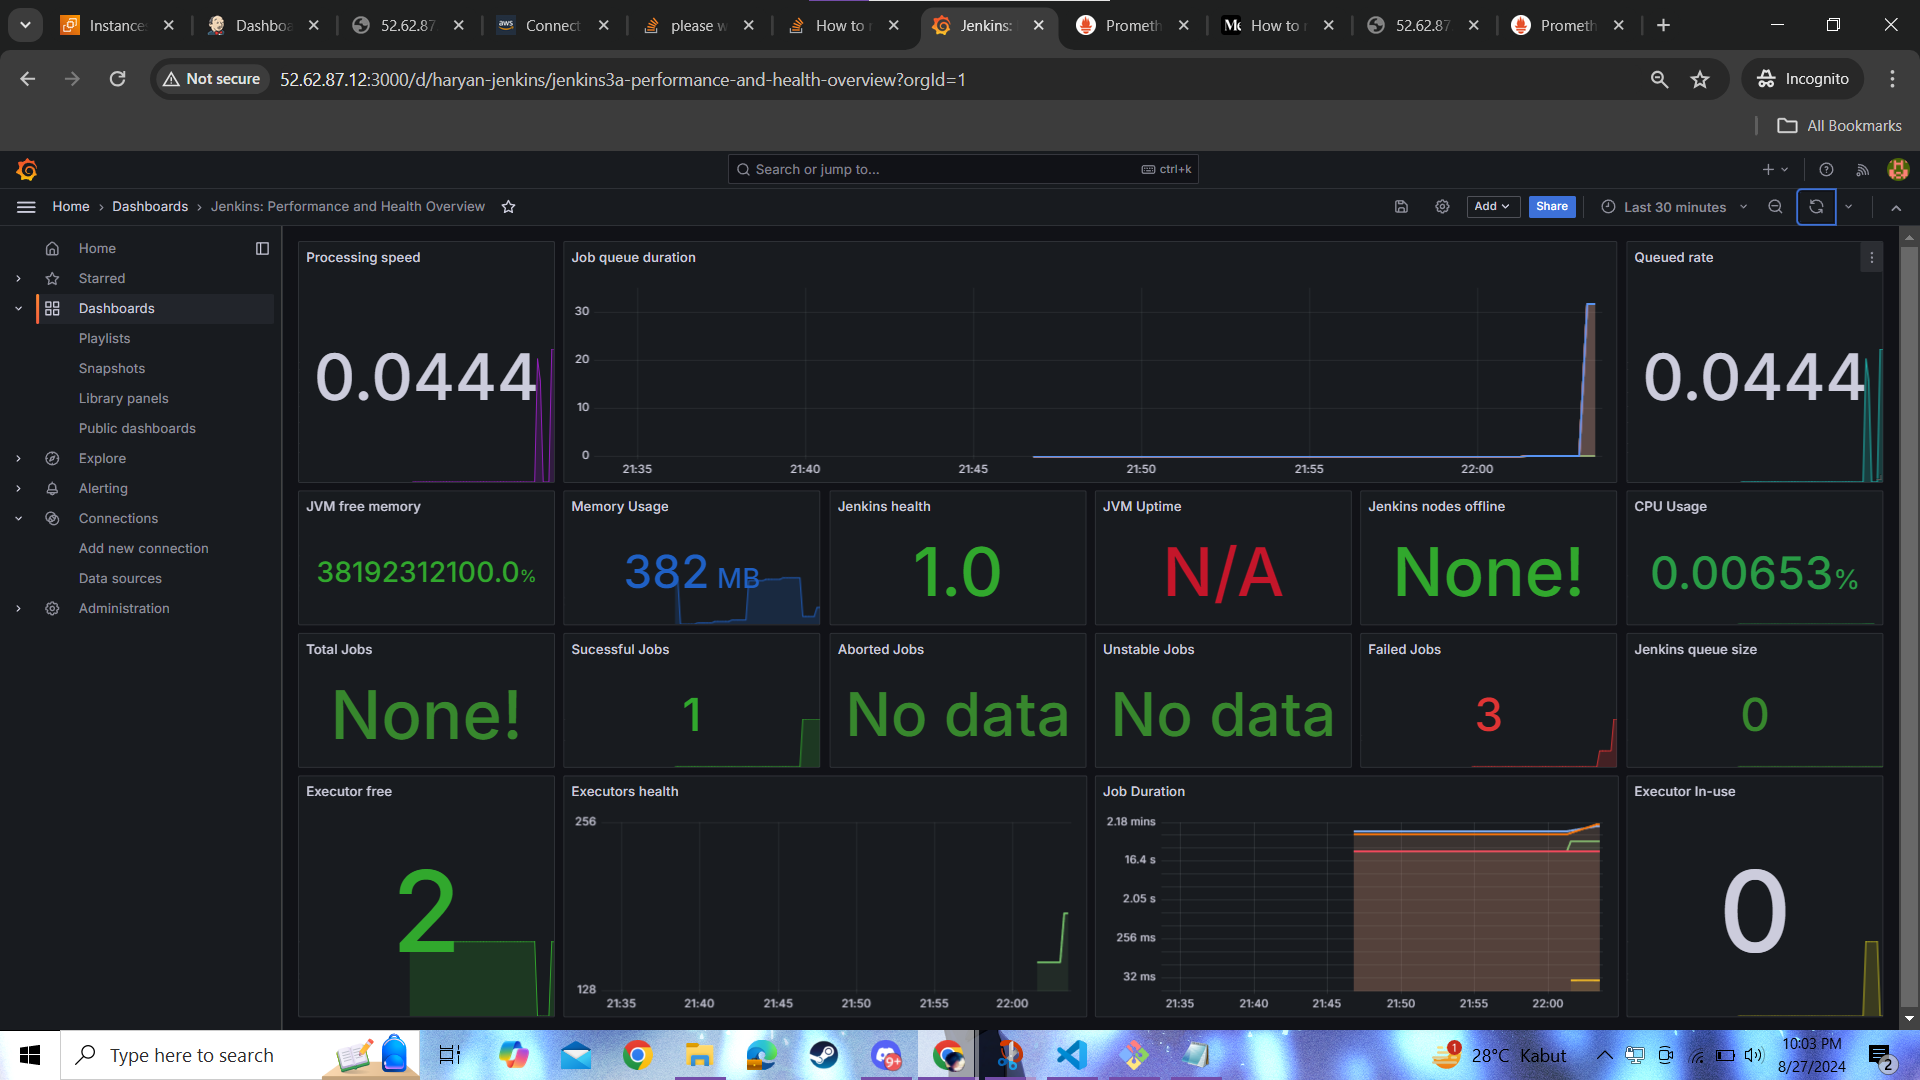 Instances
Dashboa
52.62.87
Connect
please w
How to r
Jenkins:
Prometh
How to r
52.62.87
Prometh
Not secure
52.62.87.12:3000/d/haryan-jenkins/jenkins3a-performance-and-health-overview?orgId=1
Incognito
All Bookmarks
Search or jump to...
ctrl+k
Home › Dashboards › Jenkins: Performance and Health Overview
Add
Share
Last 30 minutes
Home
Starred
Dashboards
Playlists
Snapshots
Library panels
Public dashboards
Explore
Alerting
Connections
Add new connection
Data sources
Administration
Processing speed
0.0444
Job queue duration
30
20
10
0
21:35 21:40 21:45 21:50 21:55 22:00
Queued rate
0.0444
JVM free memory
38192312100.0%
Memory Usage
382 MB
Jenkins health
1.0
JVM Uptime
N/A
Jenkins nodes offline
None!
CPU Usage
0.00653%
Total Jobs
None!
Sucessful Jobs
1
Aborted Jobs
No data
Unstable Jobs
No data
Failed Jobs
3
Jenkins queue size
0
Executor free
2
Executors health
256
128
21:35 21:40 21:45 21:50 21:55 22:00
Job Duration
2.18 mins
16.4 s
2.05 s
256 ms
32 ms
21:35 21:40 21:45 21:50 21:55 22:00
Executor In-use
0
Type here to search
9+
1
28°C Kabut
10:03 PM
8/27/2024
2